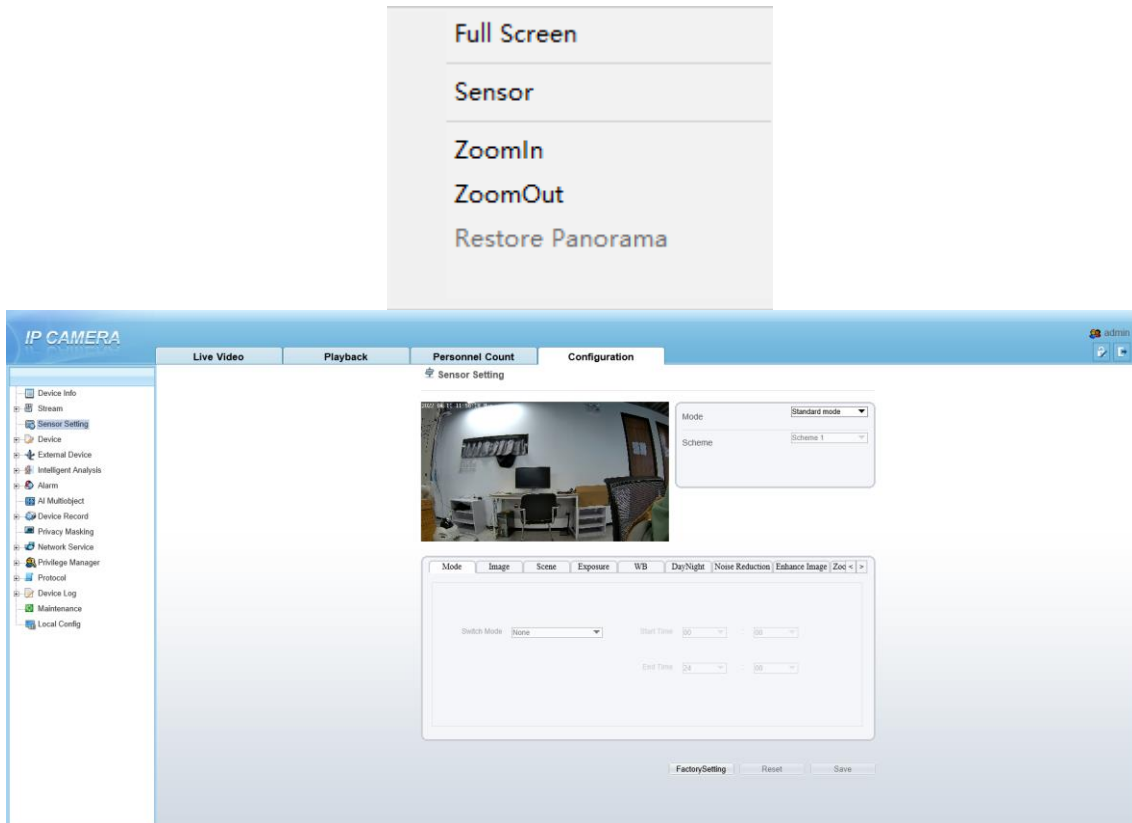 Full Screen
Sensor
ZoomIn
ZoomOut
Restore Panorama
IP CAMERA
admin
Live Video Playback Personnel Count Configuration
Sensor Setting
Device Info
Stream
Sensor Setting
Device
External Device
Intelligent Analysis
Alarm
AI Multiobject
Device Record
Privacy Masking
Network Service
Privilege Manager
Protocol
Device Log
Maintenance
Local Config
Mode Standard mode
Scheme Scheme 1
Mode Image Scene Exposure WB DayNight Noise Reduction Enhance Image Zoo < >
Switch Mode None Start Time 00 : 00
End Time 24 : 00
FactorySetting Reset Save